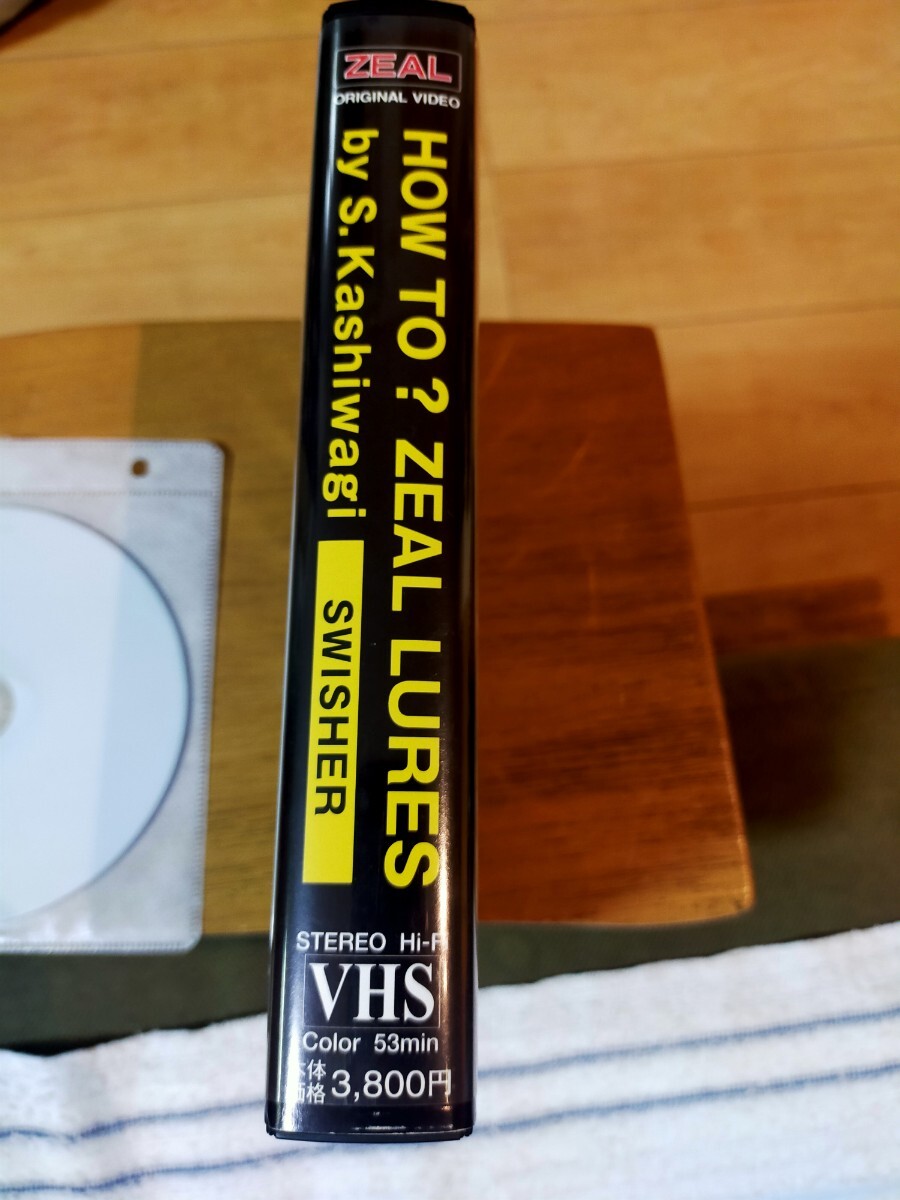 ZEAL
ORIGINAL VIDEO
HOW TO ? ZEAL LURES
by S.Kashiwagi
SWISHER
STEREO Hi-F
VHS
Color 53min
本体
価格 3,800円